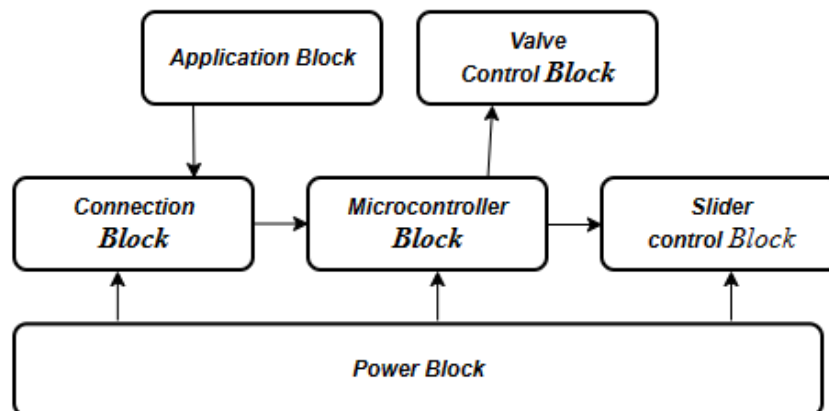 Application Block
Valve
Control Block
Connection
Block
Microcontroller
Block
Slider
control Block
Power Block